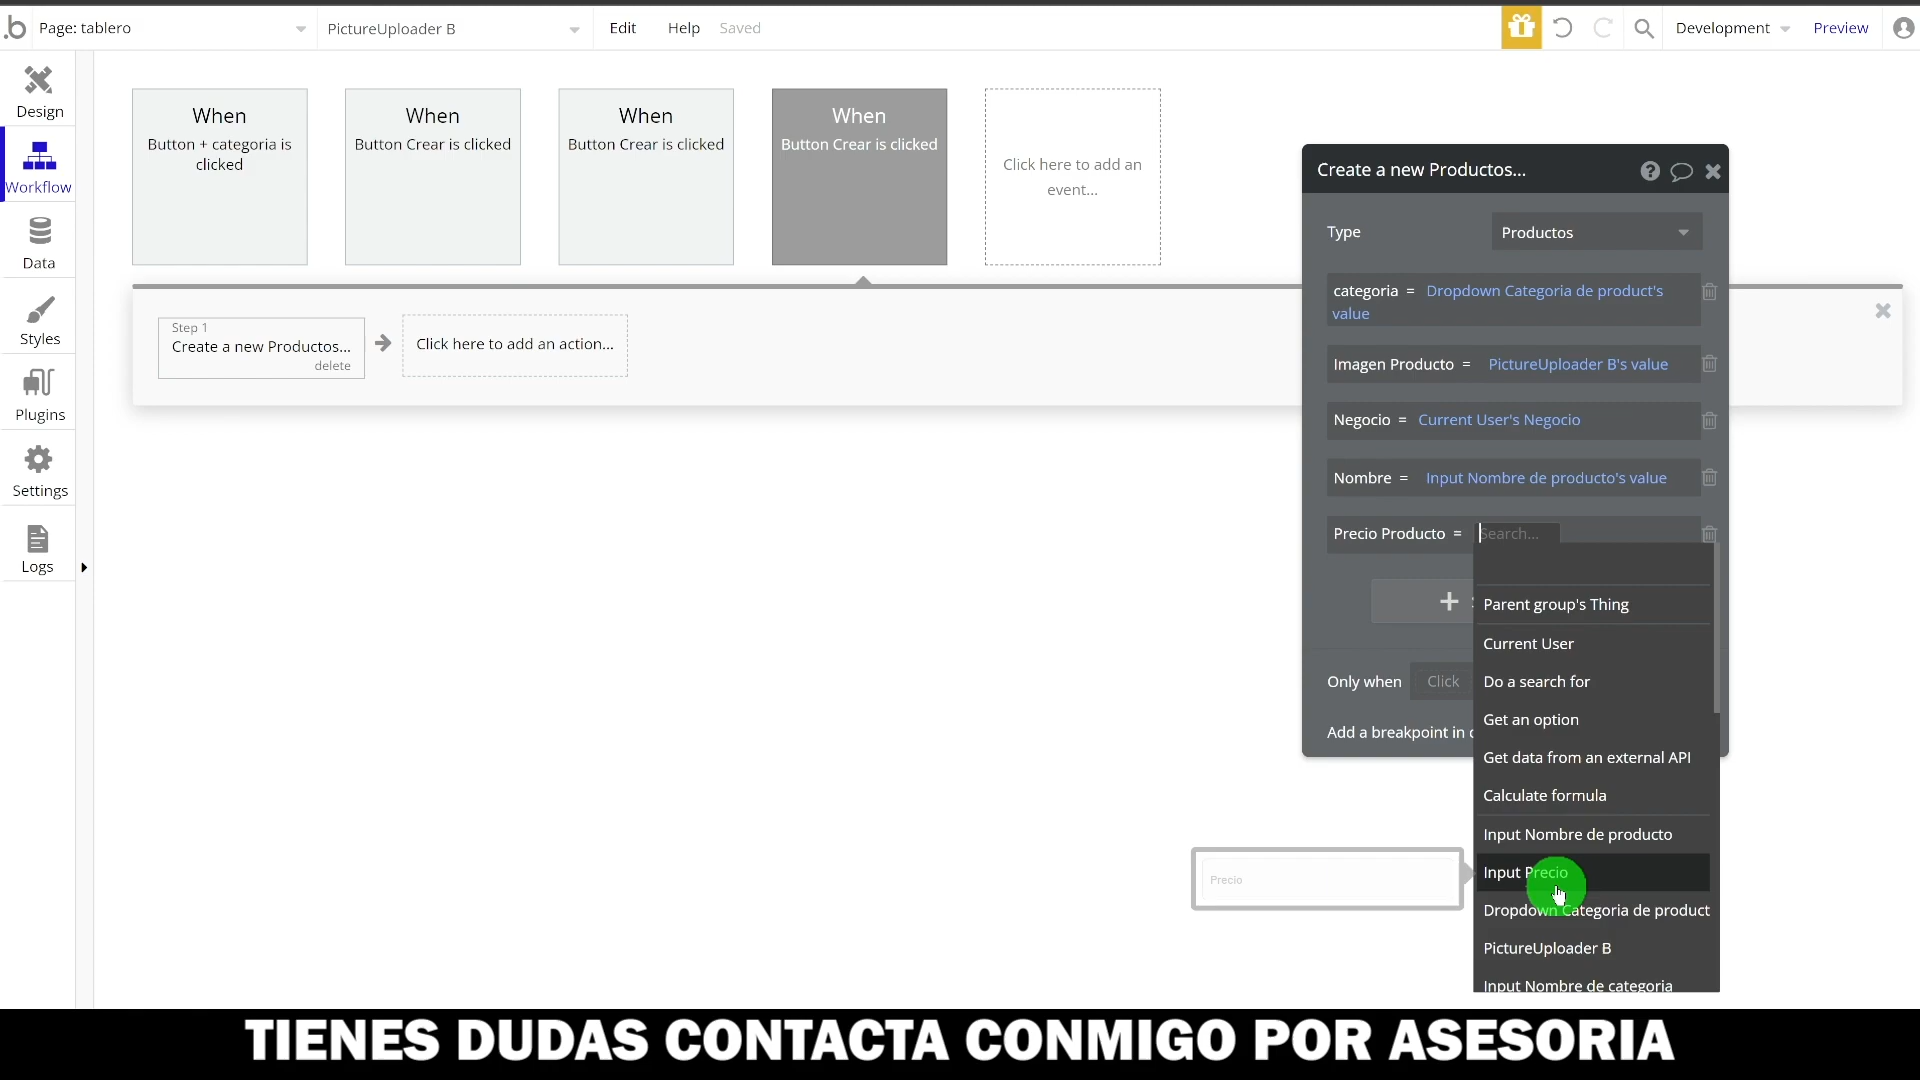 b
Page: tablero
PictureUploader B
Edit
Help
Saved
Development
Preview
Design
Workflow
Data
Styles
Plugins
Settings
Logs
When
Button + categoria is
clicked
When
Button Crear is clicked
When
Button Crear is clicked
When
Button Crear is clicked
Click here to add an
event...
Step 1
Create a new Productos...
delete
Click here to add an action...
Create a new Productos...
Type
Productos
categoria = Dropdown Categoria de product's
value
Imagen Producto = PictureUploader B's value
Negocio = Current User's Negocio
Nombre = Input Nombre de producto's value
Precio Producto = Search...
Only when Click
Add a breakpoint in
Parent group's Thing
Current User
Do a search for
Get an option
Get data from an external API
Calculate formula
Input Nombre de producto
Input Precio
Dropdown Categoria de product
PictureUploader B
Input Nombre de categoria
Precio
TIENES DUDAS CONTACTA CONMIGO POR ASESORIA